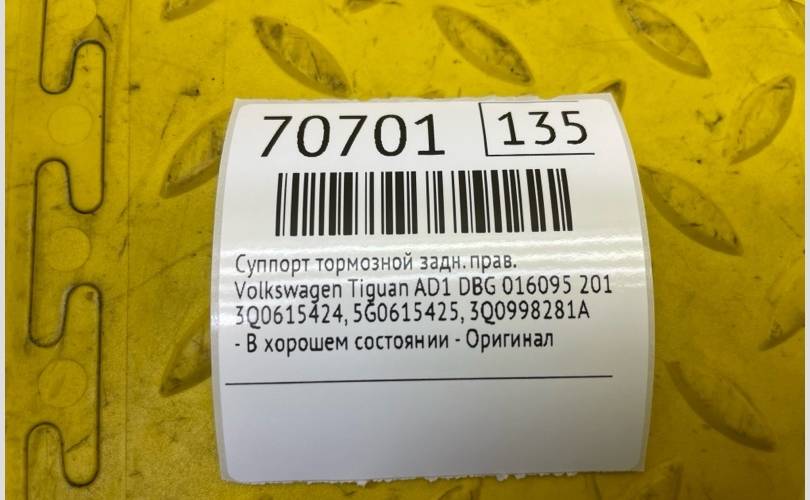 70701 135
Суппорт тормозной задн. прав.
Volkswagen Tiguan AD1 DBG 016095 201
3Q0615424, 5G0615425, 3Q0998281A
- В хорошем состоянии - Оригинал